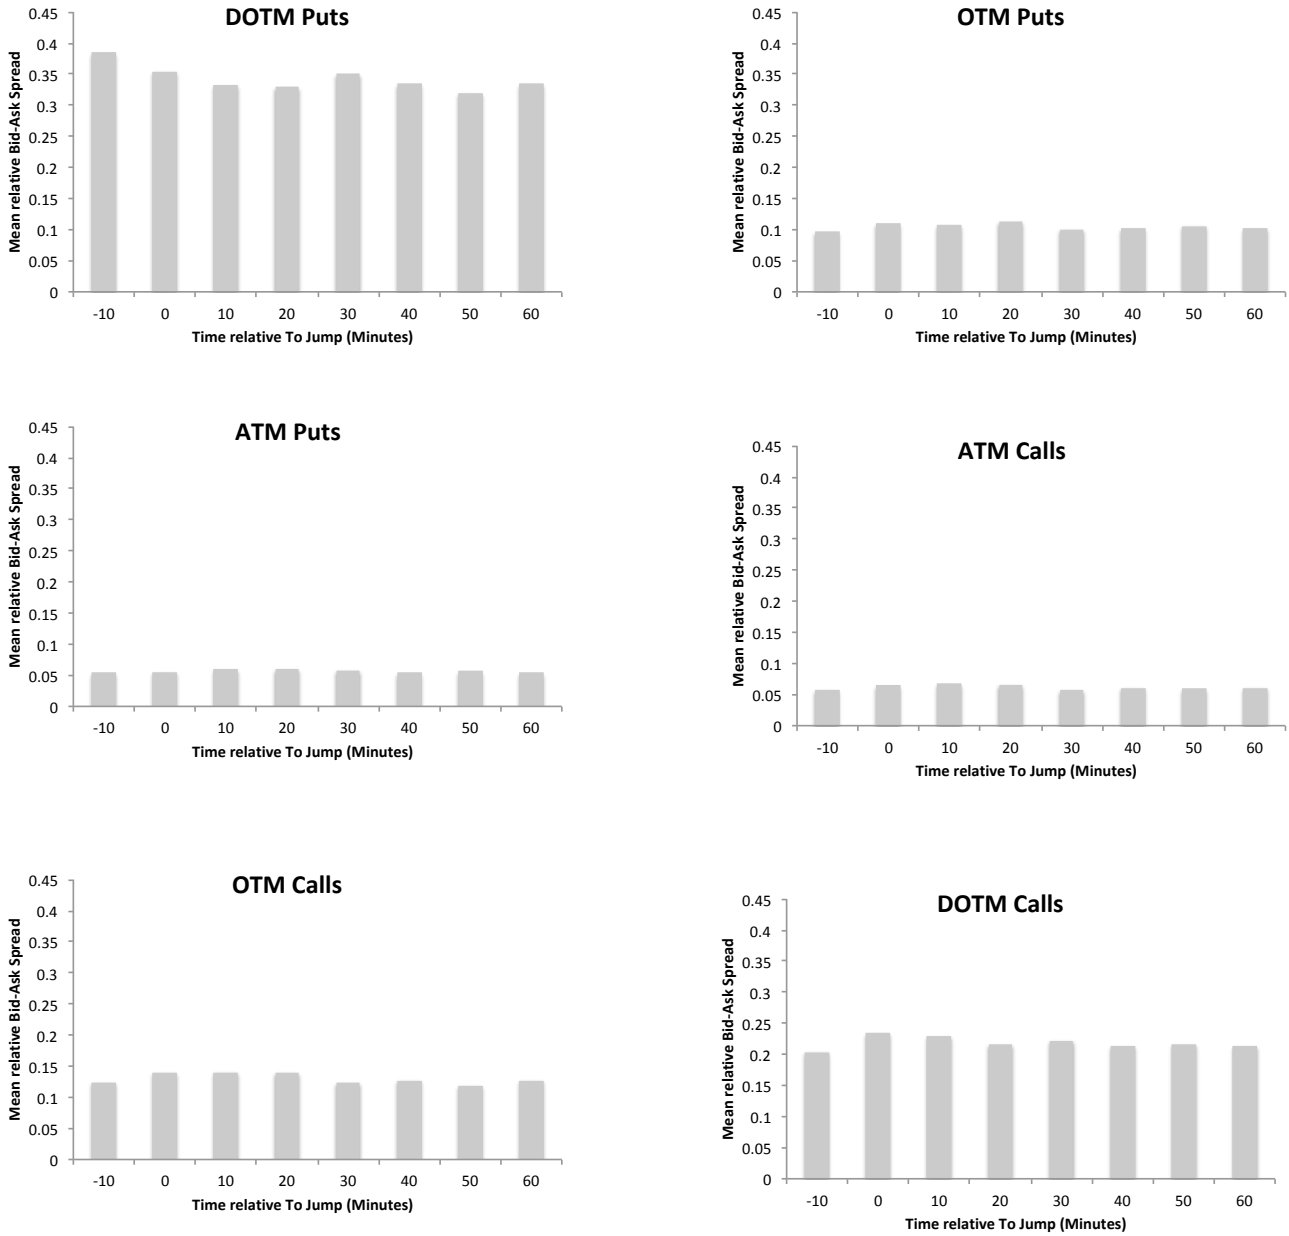 DOTM Puts
Mean relative Bid-Ask Spread
0.45
0.4
0.35
0.3
0.25
0.2
0.15
0.1
0.05
0
-10 0 10 20 30 40 50 60
Time relative To Jump (Minutes)
OTM Puts
Mean relative Bid-Ask Spread
0.45
0.4
0.35
0.3
0.25
0.2
0.15
0.1
0.05
0
-10 0 10 20 30 40 50 60
Time relative To Jump (Minutes)
ATM Puts
Mean relative Bid-Ask Spread
0.45
0.4
0.35
0.3
0.25
0.2
0.15
0.1
0.05
0
-10 0 10 20 30 40 50 60
Time relative To Jump (Minutes)
ATM Calls
Mean relative Bid-Ask Spread
0.45
0.4
0.35
0.3
0.25
0.2
0.15
0.1
0.05
0
-10 0 10 20 30 40 50 60
Time relative To Jump (Minutes)
OTM Calls
Mean relative Bid-Ask Spread
0.45
0.4
0.35
0.3
0.25
0.2
0.15
0.1
0.05
0
-10 0 10 20 30 40 50 60
Time relative To Jump (Minutes)
DOTM Calls
Mean relative Bid-Ask Spread
0.45
0.4
0.35
0.3
0.25
0.2
0.15
0.1
0.05
0
-10 0 10 20 30 40 50 60
Time relative To Jump (Minutes)